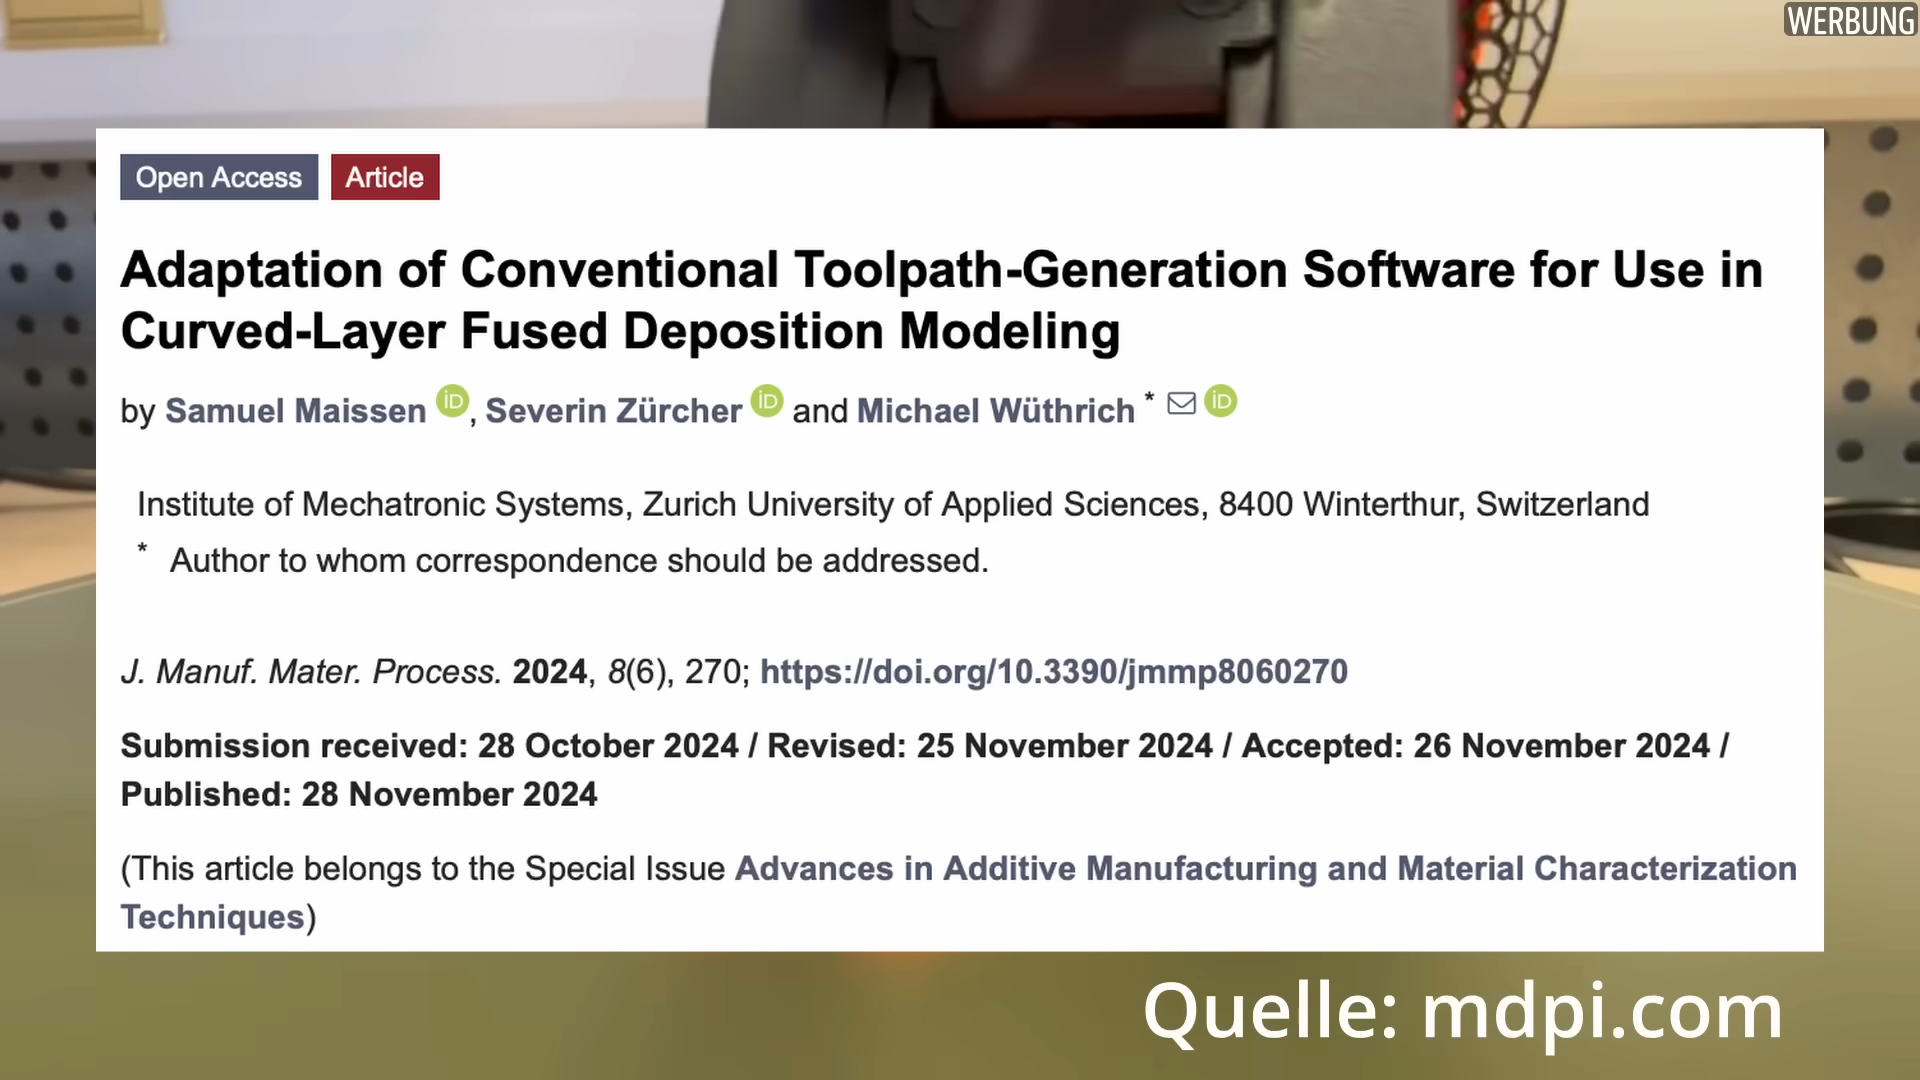 WERBUNG
Open Access Article
Adaptation of Conventional Toolpath-Generation Software for Use in
Curved-Layer Fused Deposition Modeling
by Samuel Maissen iD, Severin Zürcher iD and Michael Wüthrich * iD
Institute of Mechatronic Systems, Zurich University of Applied Sciences, 8400 Winterthur, Switzerland
* Author to whom correspondence should be addressed.
J. Manuf. Mater. Process. 2024, 8(6), 270; https://doi.org/10.3390/jmmp8060270
Submission received: 28 October 2024 / Revised: 25 November 2024 / Accepted: 26 November 2024 /
Published: 28 November 2024
(This article belongs to the Special Issue Advances in Additive Manufacturing and Material Characterization
Techniques)
Quelle: mdpi.com